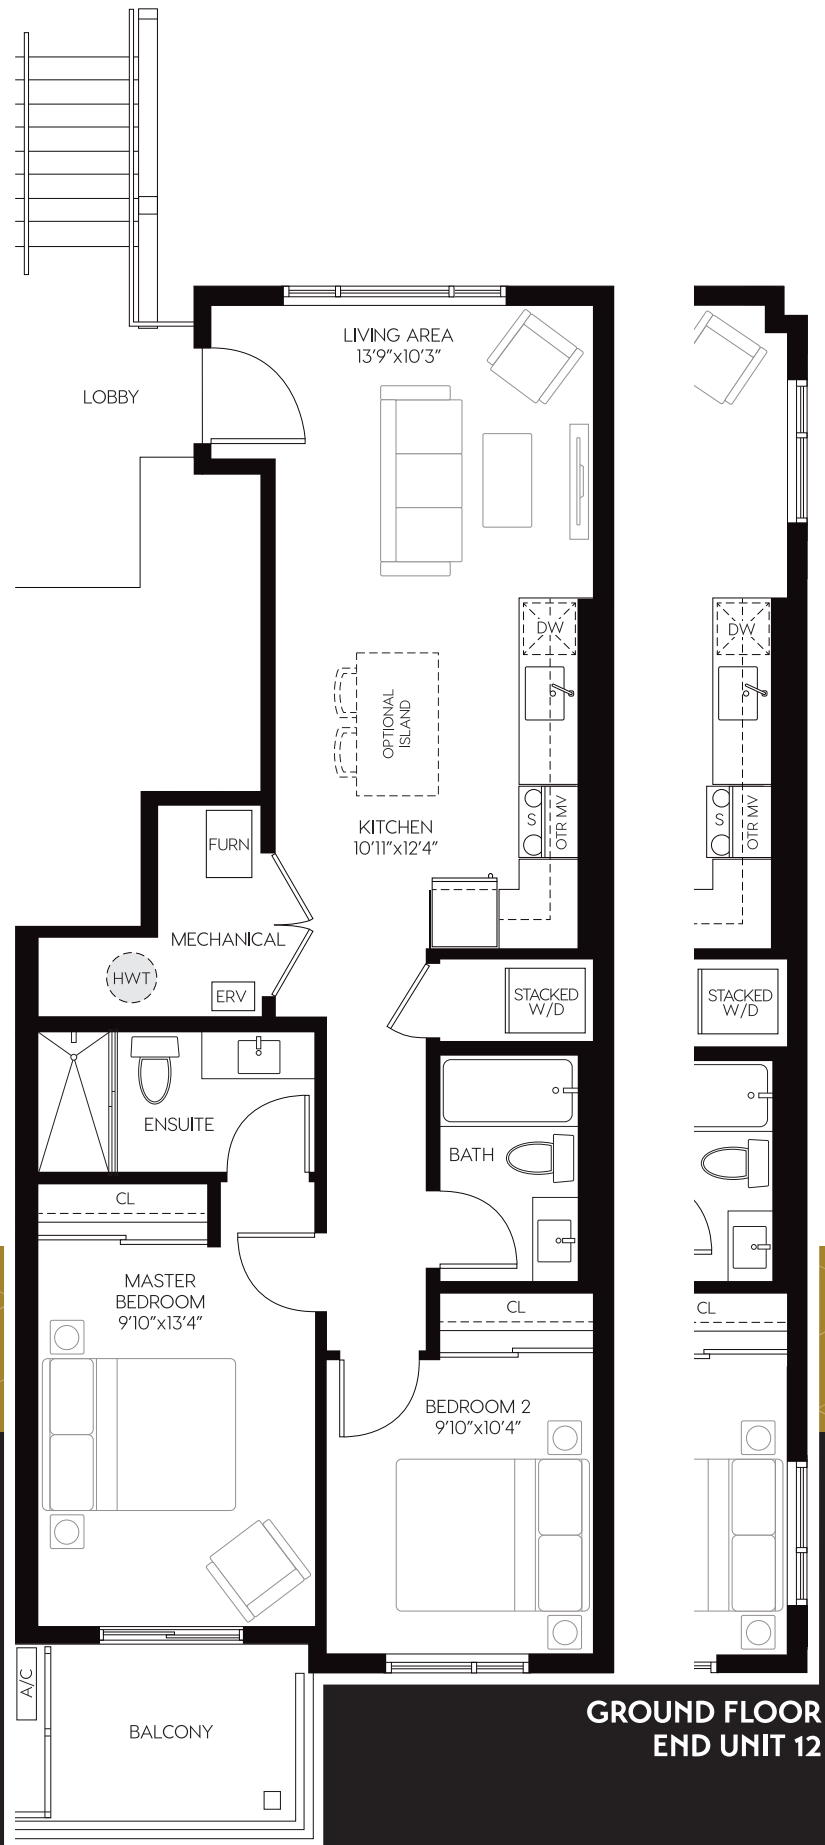 LIVING AREA
13'9"x10'3"
LOBBY
DW
DW
OPTIONAL
ISLAND
S
OTR MV
S
OTR MV
KITCHEN
10'11"x12'4"
FURN
MECHANICAL
HWT
ERV
STACKED
W/D
STACKED
W/D
ENSUITE
BATH
CL
MASTER
BEDROOM
9'10"x13'4"
CL
CL
BEDROOM 2
9'10"x10'4"
A/C
BALCONY
GROUND FLOOR
END UNIT 12